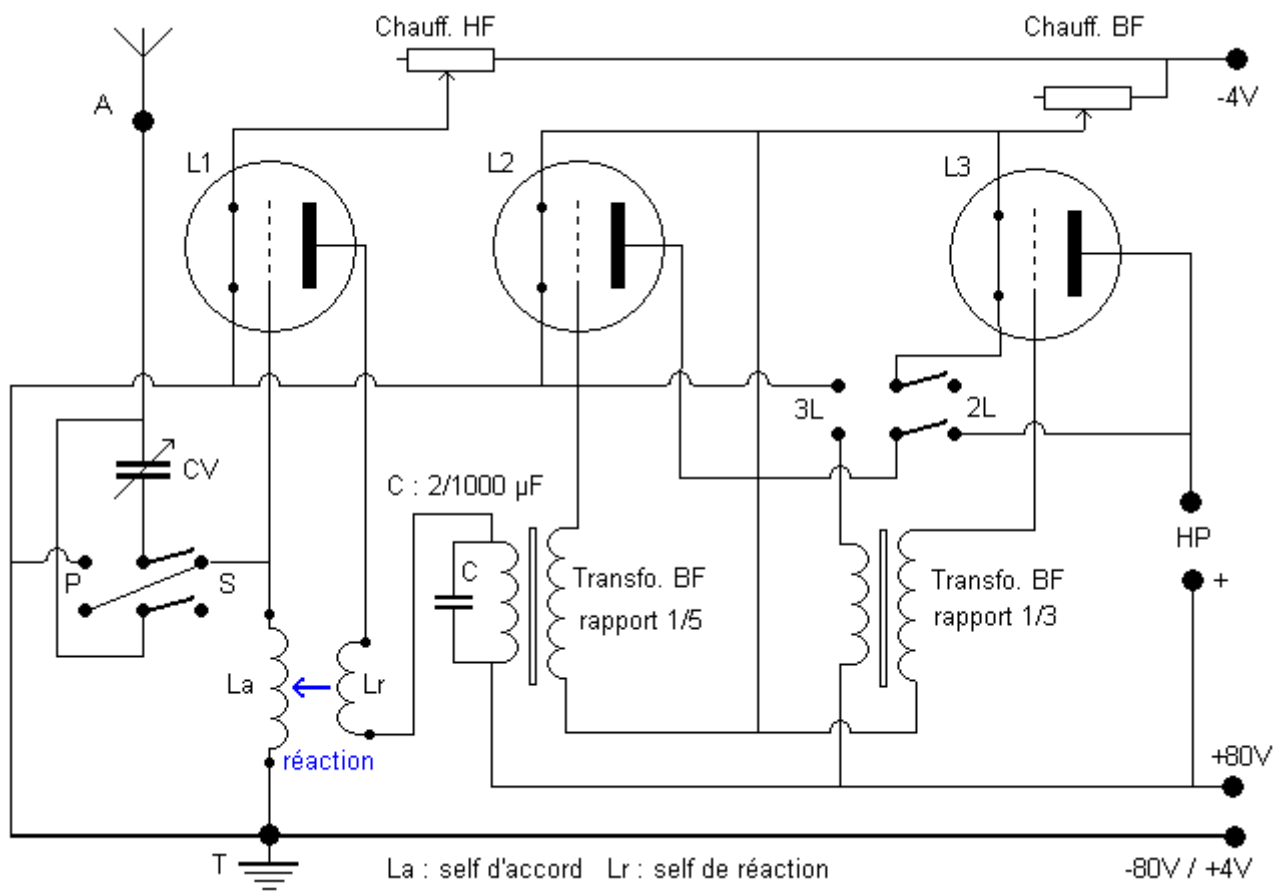 Chauff. HF
Chauff. BF
-4V
A
L1
L2
L3
3L
2L
CV
C : 2/1000 µF
P
S
C
Transfo. BF
rapport 1/5
Transfo. BF
rapport 1/3
HP
+
La
Lr
réaction
+80V
T
La : self d'accord Lr : self de réaction
-80V / +4V